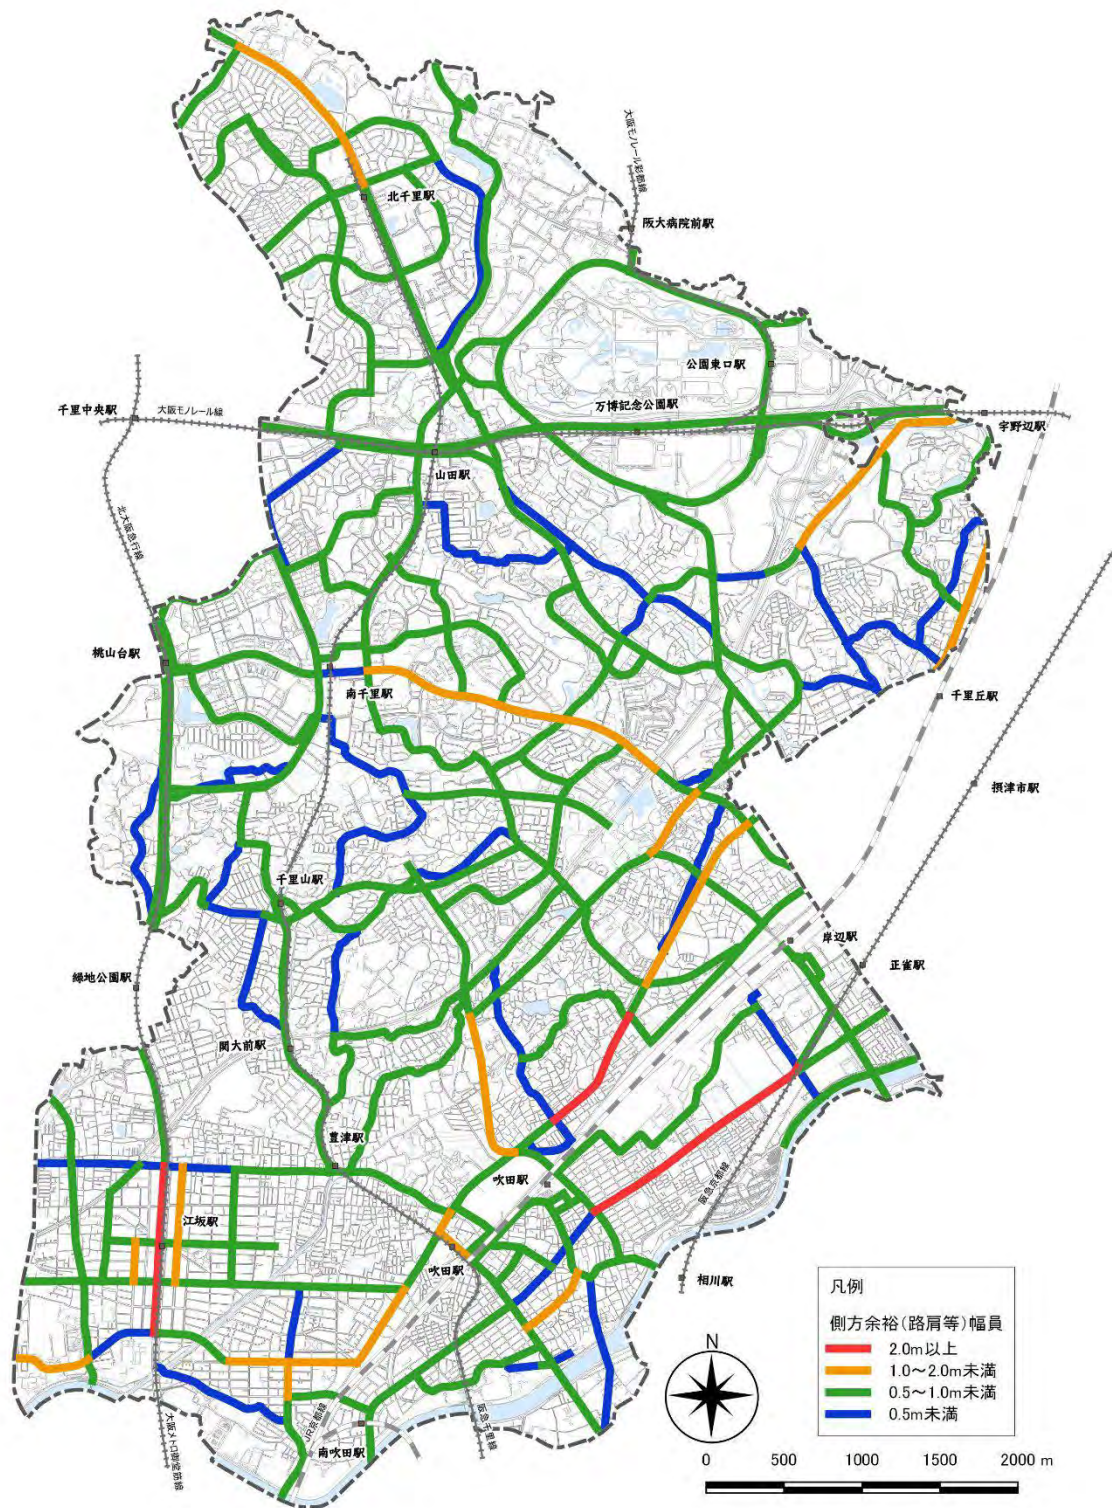 大阪モノレール彩都線
北千里駅
阪大病院前駅
公園東口駅
千里中央駅
大阪モノレール線
万博記念公園駅
宇野辺駅
山田駅
北大阪急行線
桃山台駅
南千里駅
千里丘駅
摂津市駅
千里山駅
岸辺駅
正雀駅
緑地公園駅
関大前駅
豊津駅
吹田駅
阪急京都線
江坂駅
吹田駅
相川駅
凡例
側方余裕(路肩等)幅員
2.0m以上
1.0～2.0m未満
0.5～1.0m未満
0.5m未満
N
大阪メトロ御堂筋線
JR京都線
阪急千里線
南吹田駅
0 500 1000 1500 2000 m